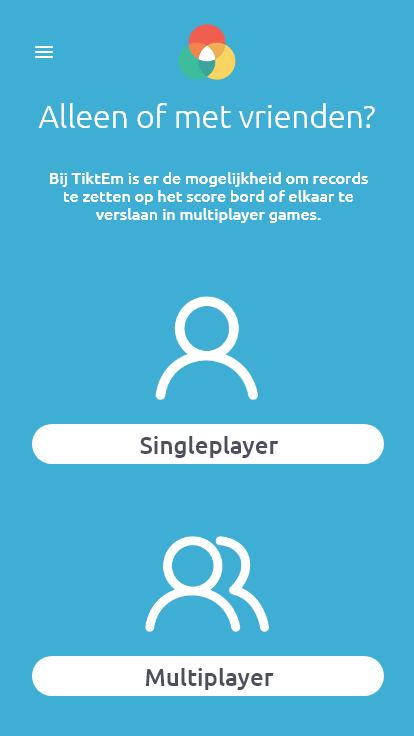 Alleen of met vrienden?
Bij TiktEm is er de mogelijkheid om records
te zetten op het score bord of elkaar te
verslaan in multiplayer games.
Singleplayer
Multiplayer